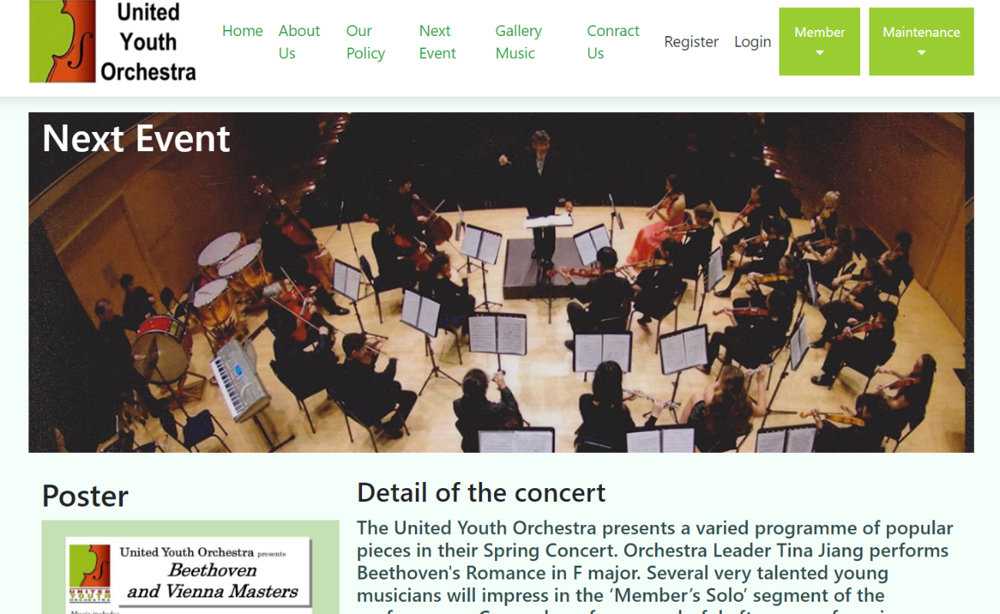 United
Youth
Orchestra
Home
About
Us
Our
Policy
Next
Event
Gallery
Music
Conract
Us
Register
Login
Member
Maintenance
Next Event
Poster
United Youth Orchestra presents
Beethoven
and Vienna Masters
UNITED
YOUTH
ORCHESTRA
Music includes
Detail of the concert
The United Youth Orchestra presents a varied programme of popular
pieces in their Spring Concert. Orchestra Leader Tina Jiang performs
Beethoven's Romance in F major. Several very talented young
musicians will impress in the ‘Member’s Solo’ segment of the